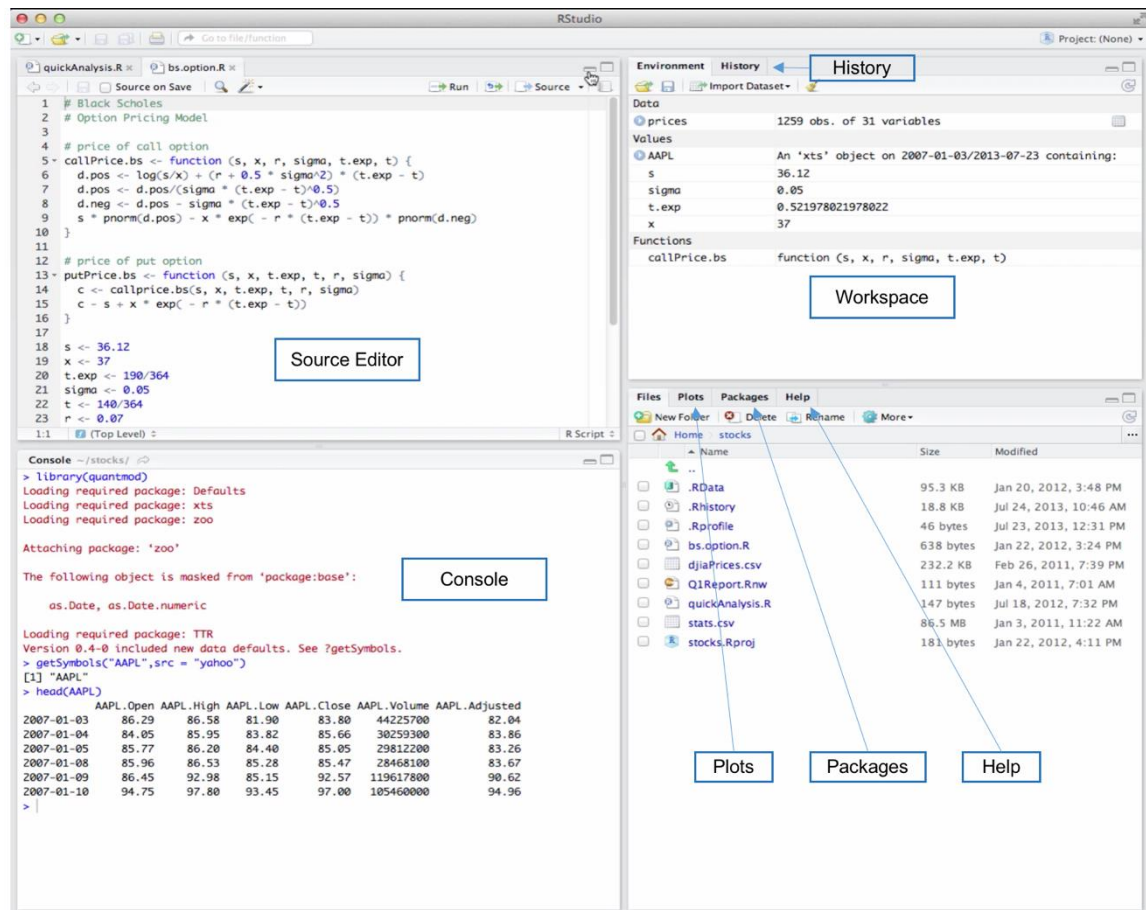 RStudio
Go to file/function
Project: (None)
quickAnalysis.R
bs.option.R
Source on Save
Run
Source
1 # Black Scholes
2 # Option Pricing Model
3
4 # price of call option
5 callPrice.bs <- function (s, x, r, sigma, t.exp, t) {
6 d.pos <- log(s/x) + (r + 0.5 * sigma^2) * (t.exp - t)
7 d.pos <- d.pos/(sigma * (t.exp - t)^0.5)
8 d.neg <- d.pos - sigma * (t.exp - t)^0.5
9 s * pnorm(d.pos) - x * exp( - r * (t.exp - t)) * pnorm(d.neg)
10 }
11
12 # price of put option
13 putPrice.bs <- function (s, x, t.exp, t, r, sigma) {
14 c <- callprice.bs(s, x, t.exp, t, r, sigma)
15 c - s + x * exp( - r * (t.exp - t))
16 }
17
18 s <- 36.12
19 x <- 37
20 t.exp <- 190/364
21 sigma <- 0.05
22 t <- 140/364
23 r <- 0.07
Source Editor
1:1 (Top Level) R Script
Console ~/stocks/
> library(quantmod)
Loading required package: Defaults
Loading required package: xts
Loading required package: zoo
Attaching package: 'zoo'
The following object is masked from 'package:base':
as.Date, as.Date.numeric
Loading required package: TTR
Version 0.4-0 included new data defaults. See ?getSymbols.
> getSymbols("AAPL",src = "yahoo")
[1] "AAPL"
> head(AAPL)
AAPL.Open AAPL.High AAPL.Low AAPL.Close AAPL.Volume AAPL.Adjusted
2007-01-03 86.29 86.58 81.90 83.80 44225700 82.04
2007-01-04 84.05 85.95 83.82 85.66 30259300 83.86
2007-01-05 85.77 86.20 84.40 85.05 29812200 83.26
2007-01-08 85.96 86.53 85.28 85.47 28468100 83.67
2007-01-09 86.45 92.98 85.15 92.57 119617800 90.62
2007-01-10 94.75 97.80 93.45 97.00 105460000 94.96
>
Console
Environment History
History
Import Dataset
Data
prices 1259 obs. of 31 variables
Values
AAPL An 'xts' object on 2007-01-03/2013-07-23 containing:
s 36.12
sigma 0.05
t.exp 0.521978021978022
x 37
Functions
callPrice.bs function (s, x, r, sigma, t.exp, t)
Workspace
Files Plots Packages Help
New Folder Delete Rename More
Home stocks ...
Name Size Modified
..
.RData 95.3 KB Jan 20, 2012, 3:48 PM
.Rhistory 18.8 KB Jul 24, 2013, 10:46 AM
.Rprofile 46 bytes Jul 23, 2013, 12:31 PM
bs.option.R 638 bytes Jan 22, 2012, 3:24 PM
djiaPrices.csv 232.2 KB Feb 26, 2011, 7:39 PM
Q1Report.Rnw 111 bytes Jan 4, 2011, 7:01 AM
quickAnalysis.R 147 bytes Jul 18, 2012, 7:32 PM
stats.csv 86.5 MB Jan 3, 2011, 11:22 AM
stocks.Rproj 181 bytes Jan 22, 2012, 4:11 PM
Plots
Packages
Help